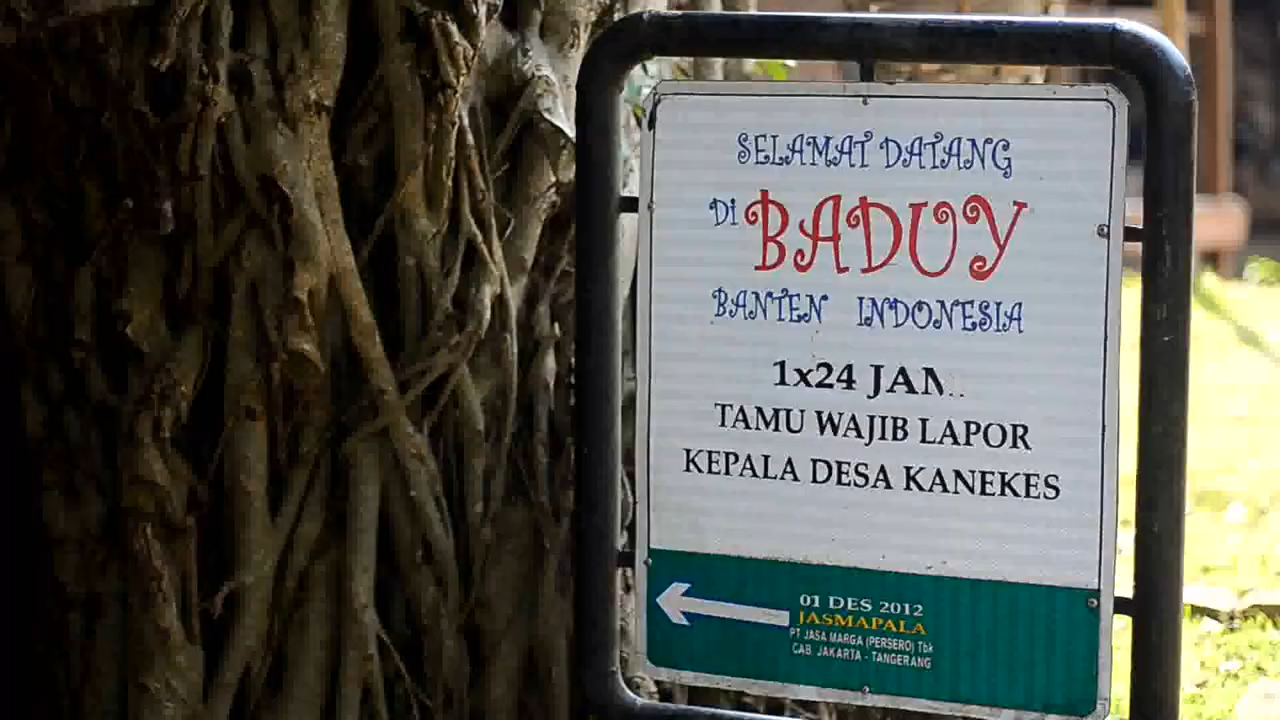 SELAMAT DATANG
Di BADUY
BANTEN INDONESIA
1x24 JAM
TAMU WAJIB LAPOR
KEPALA DESA KANEKES
01 DES 2012
JASMAPALA
PT JASA MARGA (PERSERO) Tbk
CAB. JAKARTA - TANGERANG